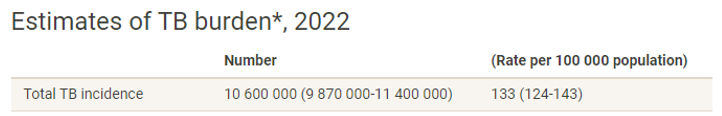 Estimates of TB burden*, 2022
Number (Rate per 100 000 population)
Total TB incidence 10 600 000 (9 870 000-11 400 000) 133 (124-143)